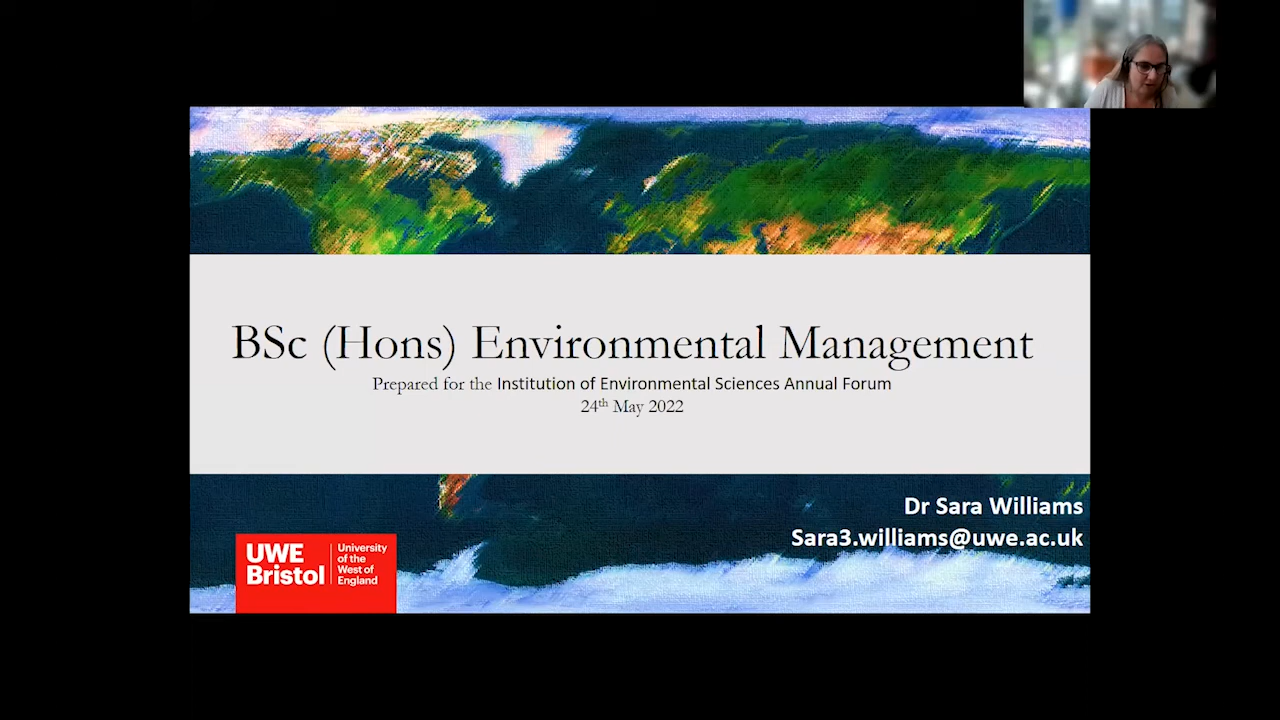 BSc (Hons) Environmental Management
Prepared for the Institution of Environmental Sciences Annual Forum
24th May 2022
Dr Sara Williams
Sara3.williams@uwe.ac.uk
UWE
Bristol
University
of the
West of
England